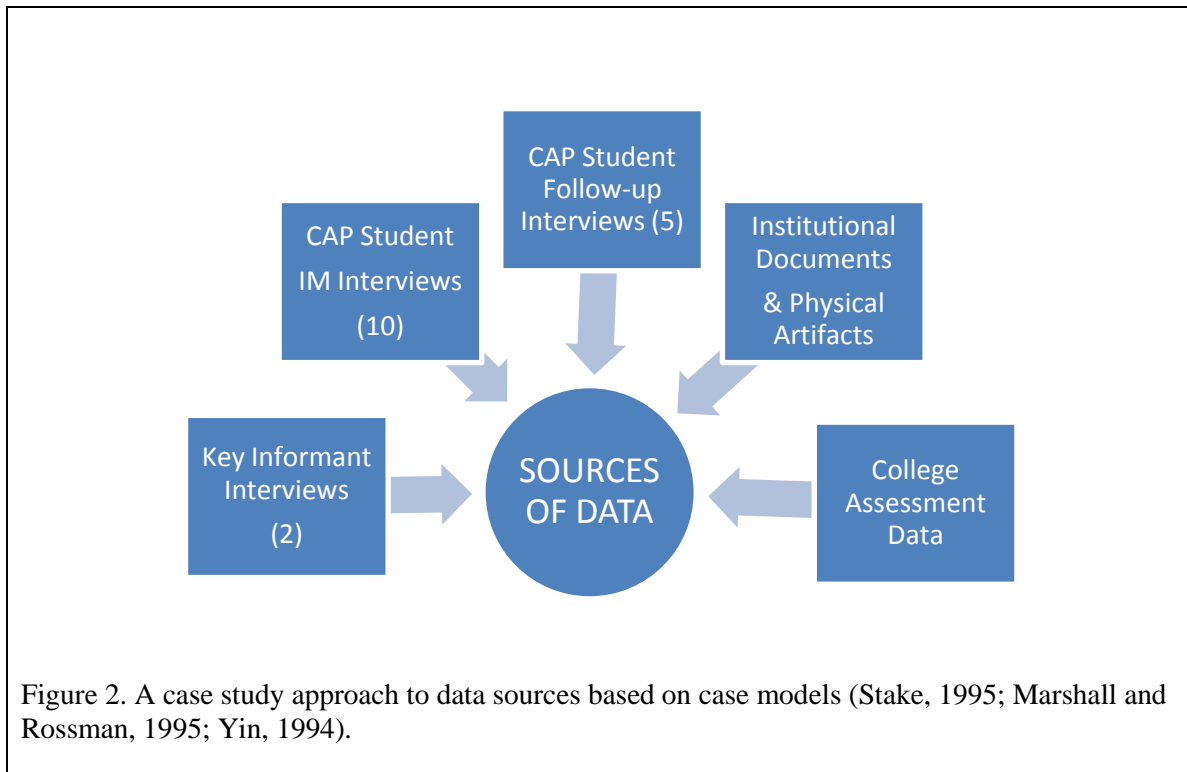 CAP Student
Follow-up
Interviews (5)
CAP Student
IM Interviews
(10)
Institutional
Documents
& Physical
Artifacts
Key Informant
Interviews
(2)
SOURCES
OF DATA
College
Assessment
Data
Figure 2. A case study approach to data sources based on case models (Stake, 1995; Marshall and
Rossman, 1995; Yin, 1994).